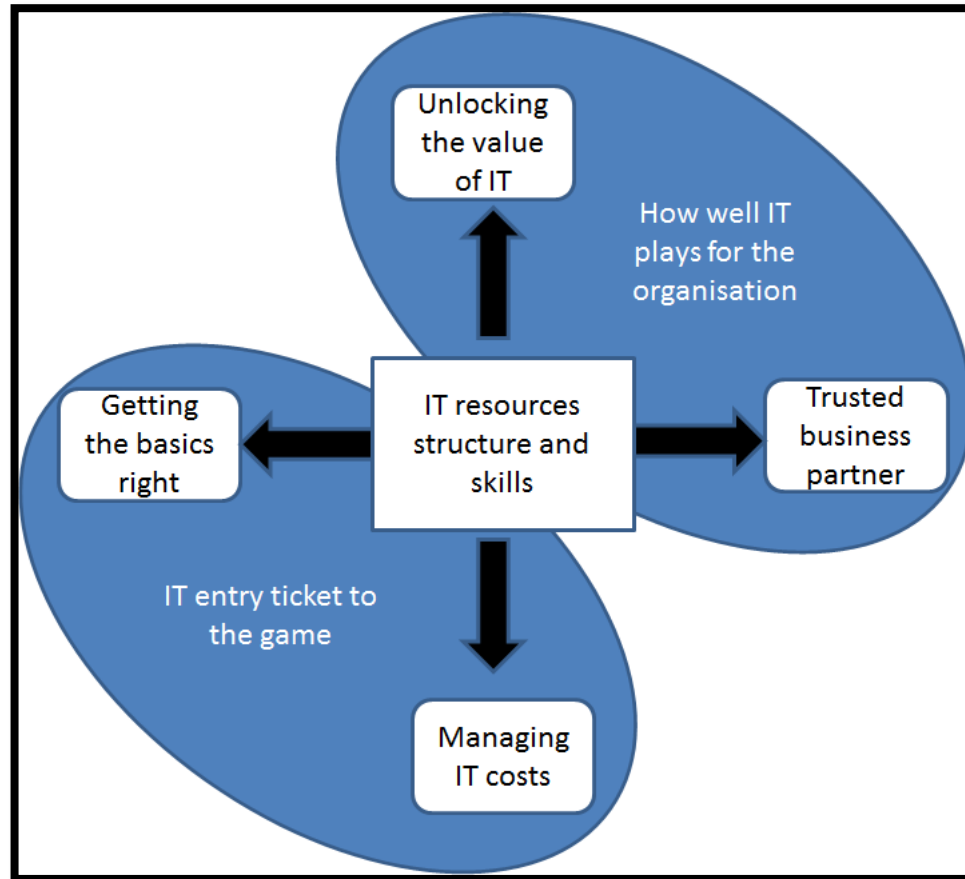 Unlocking
the value
of IT
How well IT
plays for the
organisation
Getting
the basics
right
IT resources
structure and
skills
Trusted
business
partner
IT entry ticket to
the game
Managing
IT costs